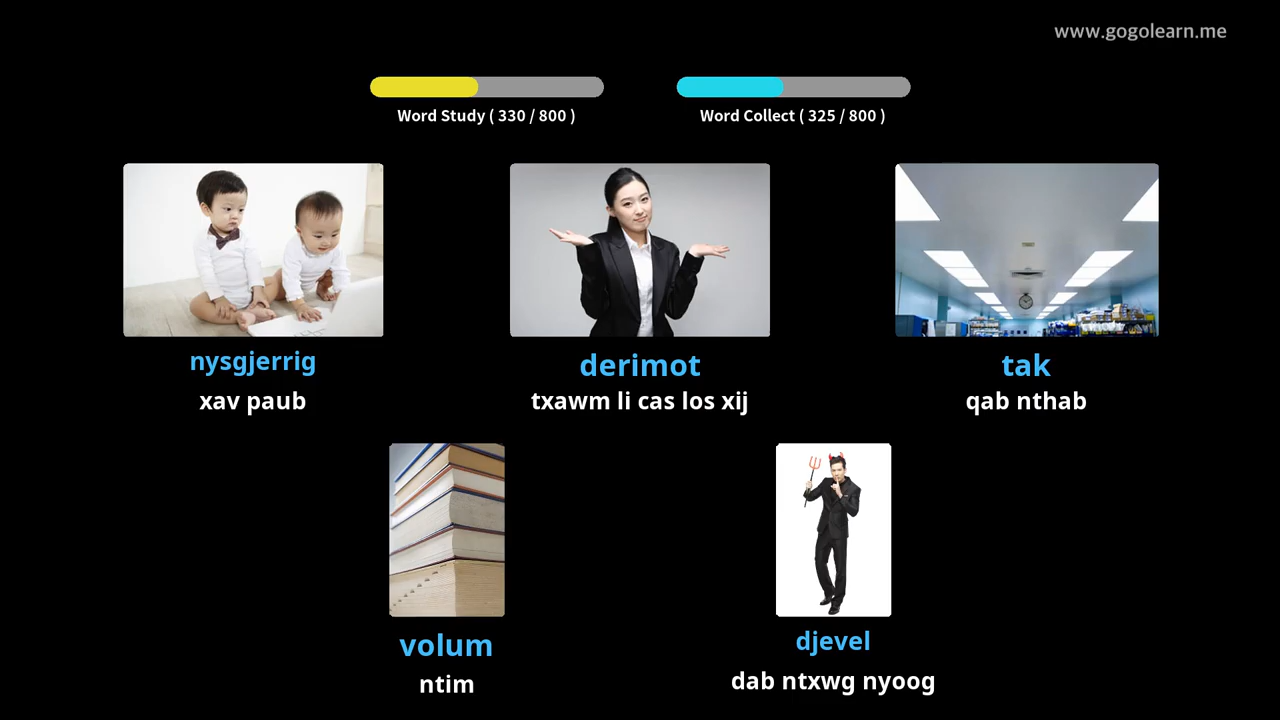 www.gogolearn.me
Word Study ( 330 / 800 )
Word Collect ( 325 / 800 )
nysgjerrig
xav paub
derimot
txawm li cas los xij
tak
qab nthab
volum
ntim
djevel
dab ntxwg nyoog